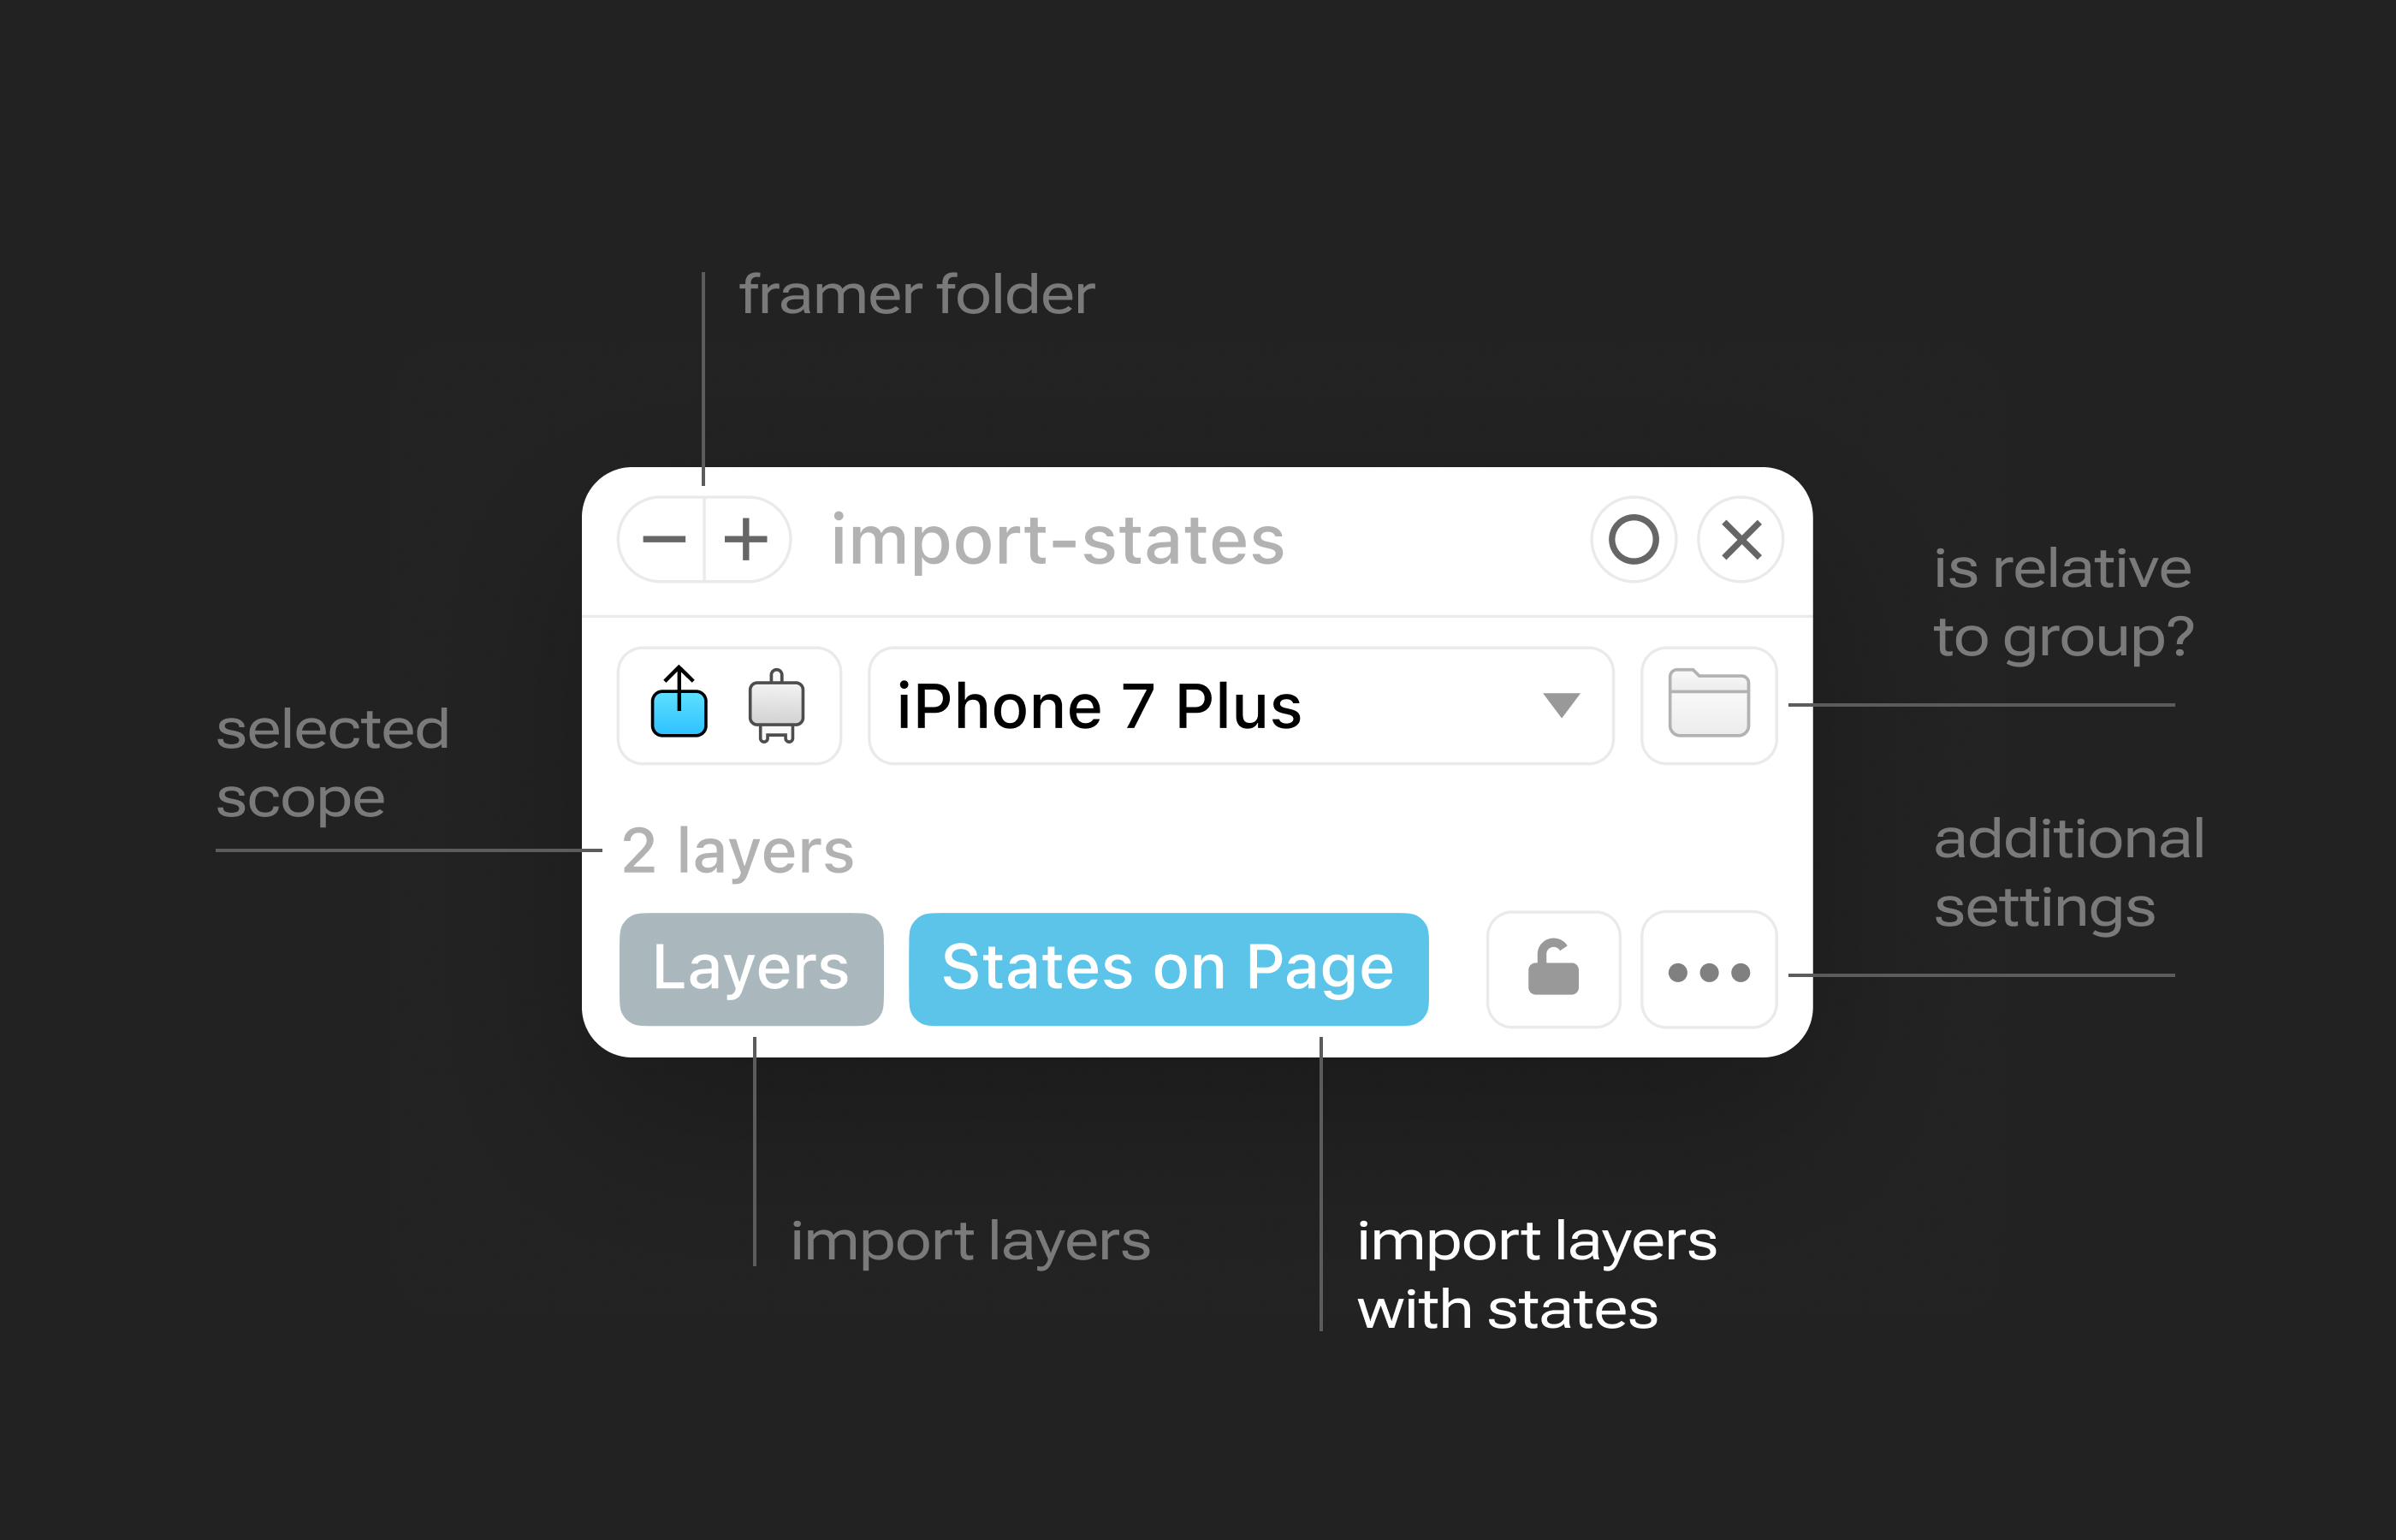 framer folder
import-states
is relative
to group?
iPhone 7 Plus
selected
scope
2 layers
additional
settings
Layers
States on Page
import layers
import layers
with states